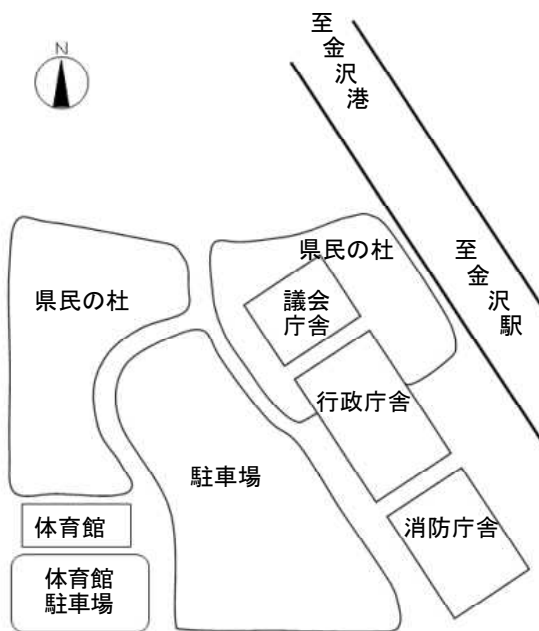 N
至金沢港
至金沢駅
県民の杜
県民の杜
議会
庁舎
行政庁舎
駐車場
消防庁舎
体育館
体育館
駐車場